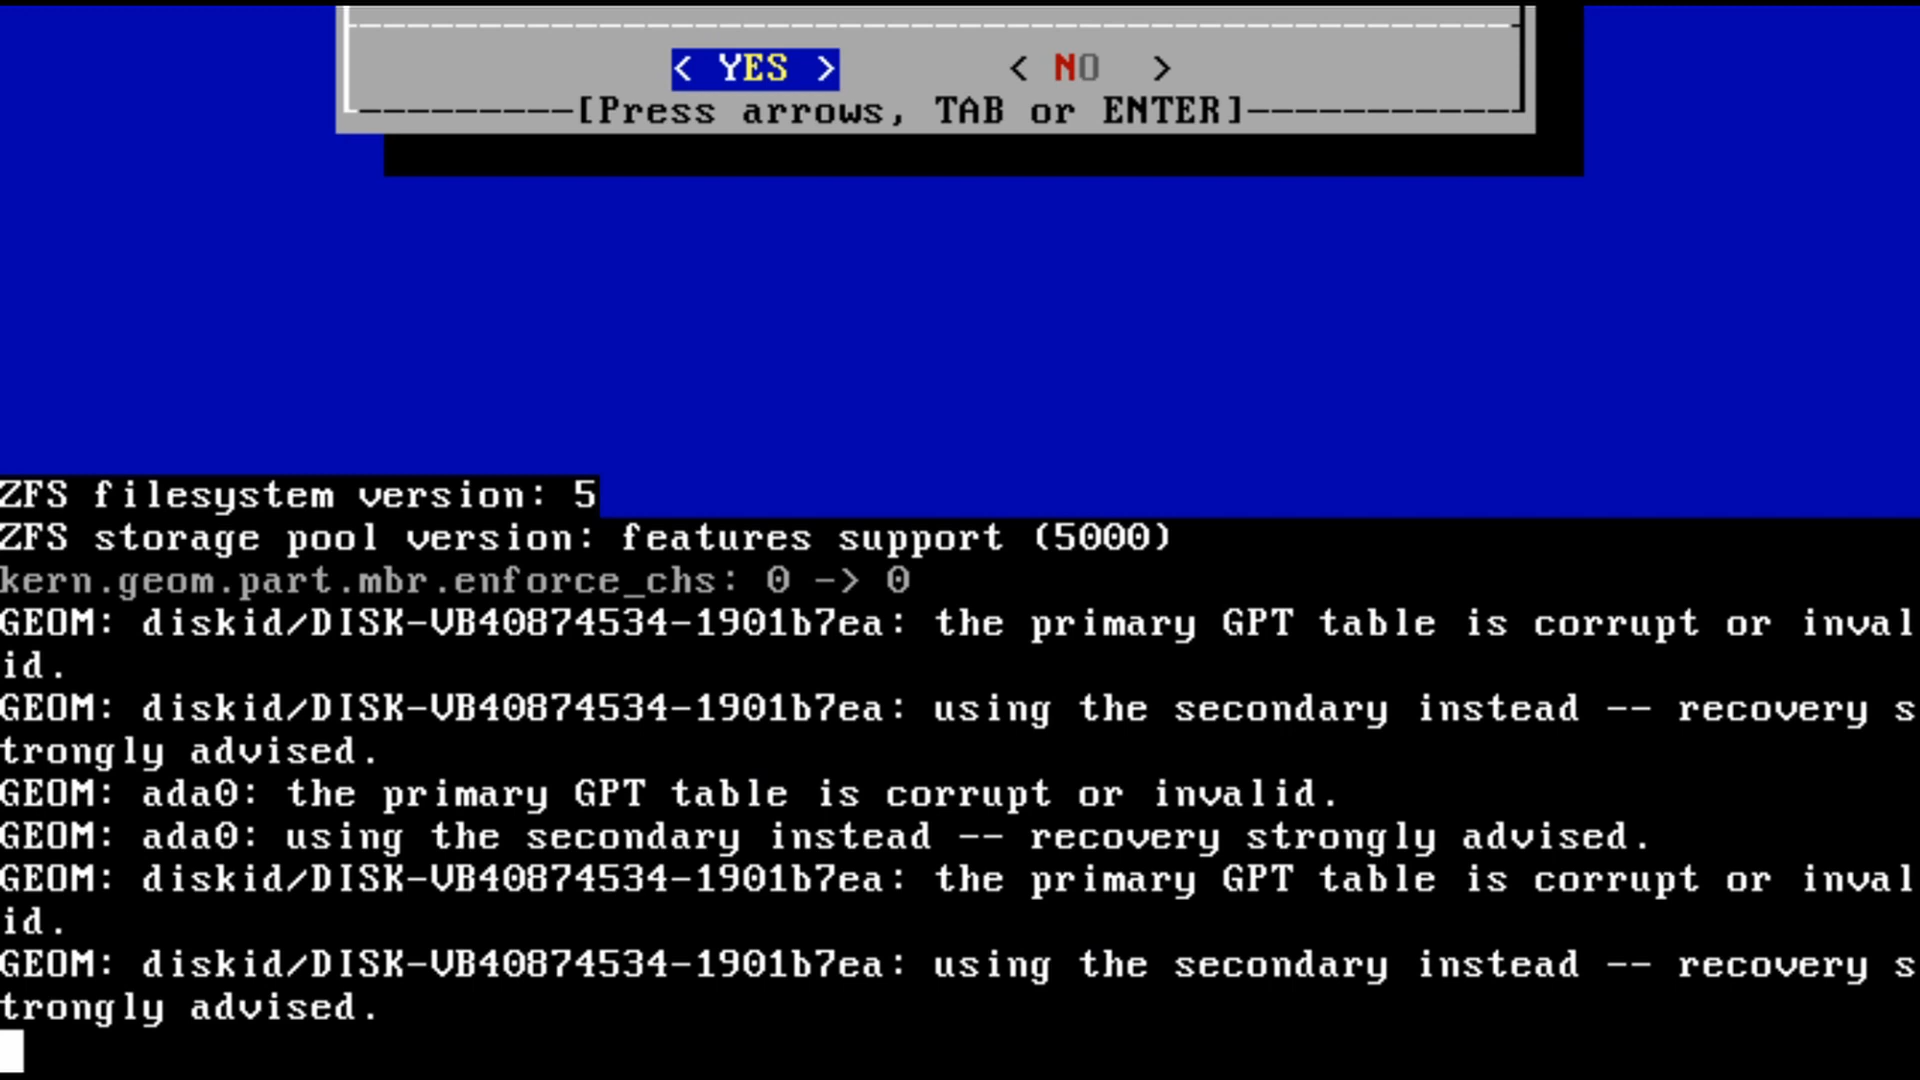 < YES > < NO >
[Press arrows, TAB or ENTER]
ZFS filesystem version: 5
ZFS storage pool version: features support (5000)
kern.geom.part.mbr.enforce_chs: 0 -> 0
GEOM: diskid/DISK-VB40874534-1901b7ea: the primary GPT table is corrupt or inval
id.
GEOM: diskid/DISK-VB40874534-1901b7ea: using the secondary instead -- recovery s
trongly advised.
GEOM: ada0: the primary GPT table is corrupt or invalid.
GEOM: ada0: using the secondary instead -- recovery strongly advised.
GEOM: diskid/DISK-VB40874534-1901b7ea: the primary GPT table is corrupt or inval
id.
GEOM: diskid/DISK-VB40874534-1901b7ea: using the secondary instead -- recovery s
trongly advised.